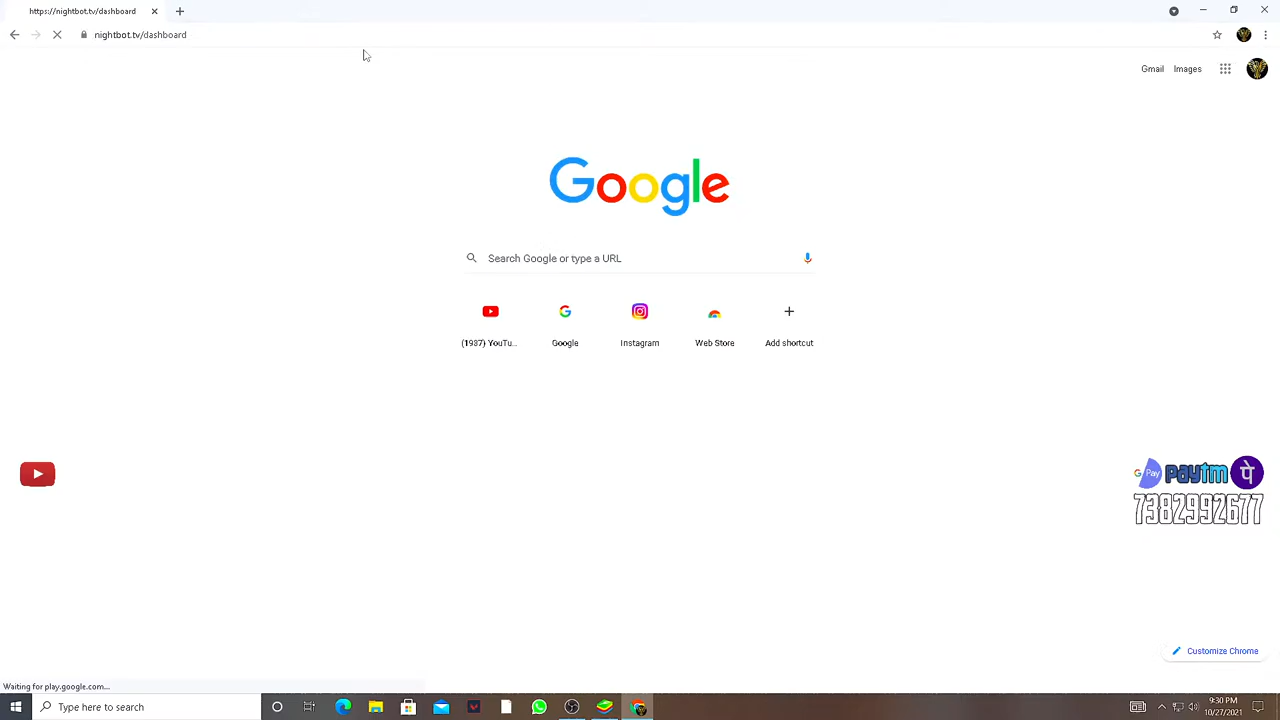 https://nightbot.tv/dashboard
nightbot.tv/dashboard
Gmail Images
Google
Search Google or type a URL
(1937) YouTu... Google Instagram Web Store Add shortcut
G Pay paytm पे
7382992677
Customize Chrome
Waiting for play.google.com...
Type here to search
9:30 PM
10/27/2021